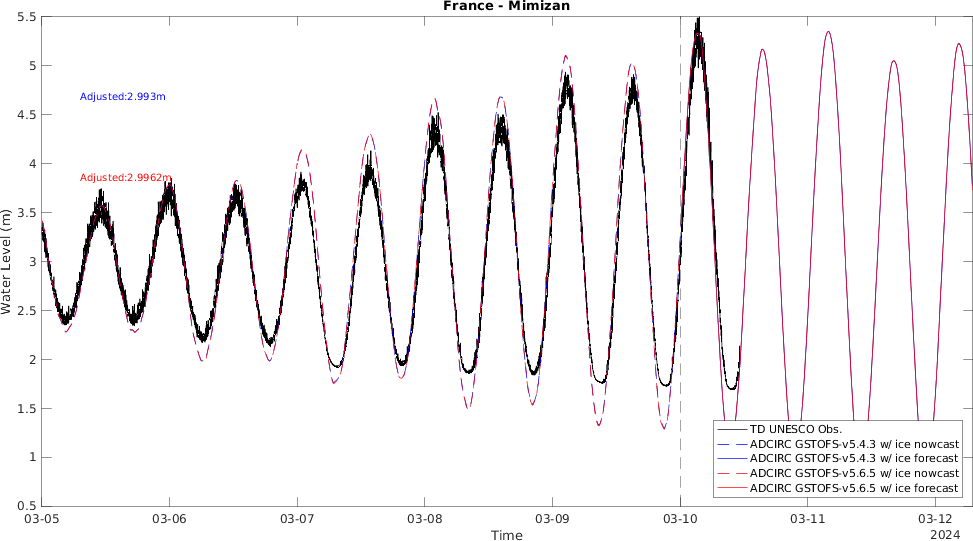 France - Mimizan
5.5
5
4.5
4
3.5
3
2.5
2
1.5
1
0.5
Water Level (m)
Adjusted:2.993m
Adjusted:2.9962m
TD UNESCO Obs.
ADCIRC GSTOFS-v5.4.3 w/ ice nowcast
ADCIRC GSTOFS-v5.4.3 w/ ice forecast
ADCIRC GSTOFS-v5.6.5 w/ ice nowcast
ADCIRC GSTOFS-v5.6.5 w/ ice forecast
03-05 03-06 03-07 03-08 03-09 03-10 03-11 03-12
Time
2024